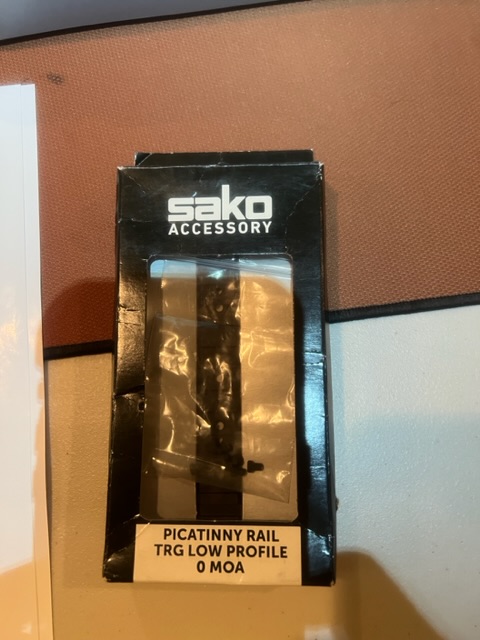 sako
ACCESSORY
PICATINNY RAIL
TRG LOW PROFILE
0 MOA